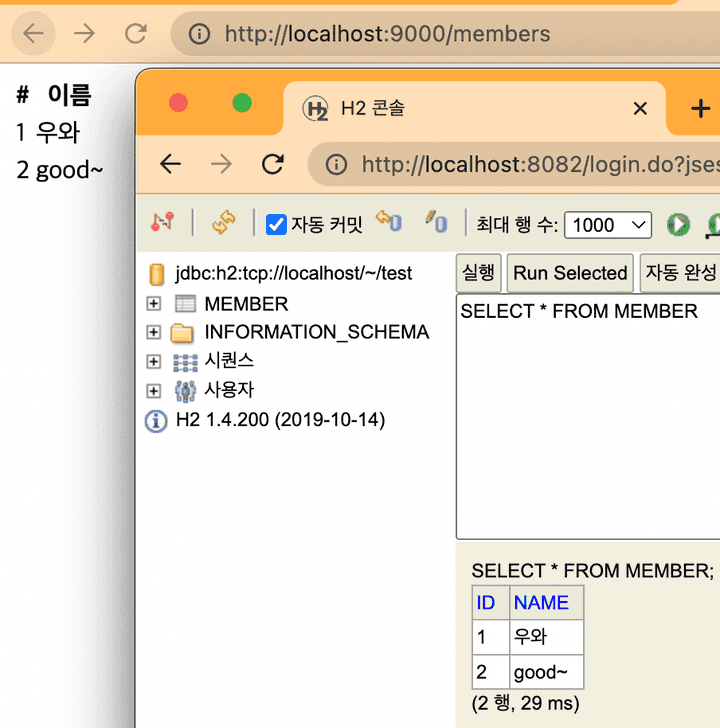 http://localhost:9000/members
# 이름
1 우와
2 good~
H2 H2 콘솔
http://localhost:8082/login.do?jses
자동 커밋 최대 행 수: 1000
jdbc:h2:tcp://localhost/~/test
MEMBER
INFORMATION_SCHEMA
시퀀스
사용자
H2 1.4.200 (2019-10-14)
실행 Run Selected 자동 완성
SELECT * FROM MEMBER
SELECT * FROM MEMBER;
ID NAME
1 우와
2 good~
(2 행, 29 ms)